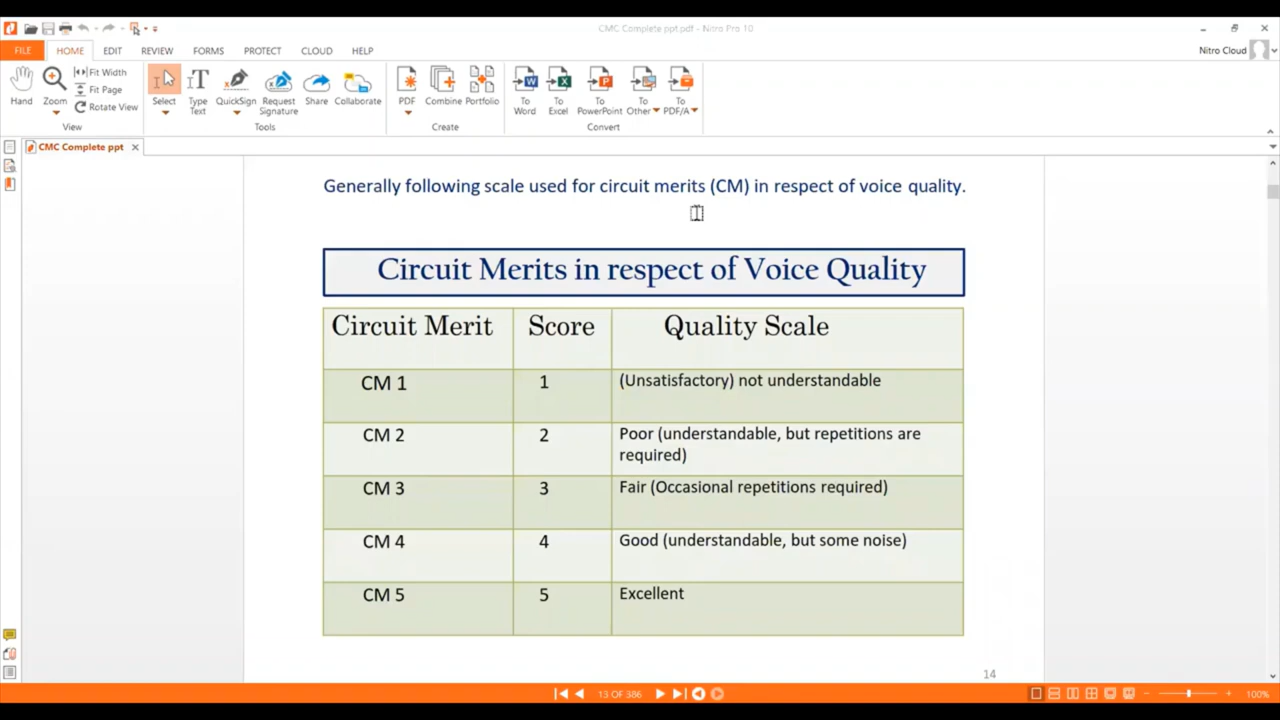 CMC Complete ppt.pdf - Nitro Pro 10
FILE HOME EDIT REVIEW FORMS PROTECT CLOUD HELP
Nitro Cloud
Hand
Zoom
Fit Width
Fit Page
Rotate View
View
Select
Type Text
QuickSign
Request Signature
Share
Collaborate
Tools
PDF
Combine
Portfolio
Create
To Word
To Excel
To PowerPoint
To Other
To PDF/A
Convert
CMC Complete ppt
Generally following scale used for circuit merits (CM) in respect of voice quality.
Circuit Merits in respect of Voice Quality
Circuit Merit Score Quality Scale
CM 1 1 (Unsatisfactory) not understandable
CM 2 2 Poor (understandable, but repetitions are
required)
CM 3 3 Fair (Occasional repetitions required)
CM 4 4 Good (understandable, but some noise)
CM 5 5 Excellent
14
13 OF 386
100%